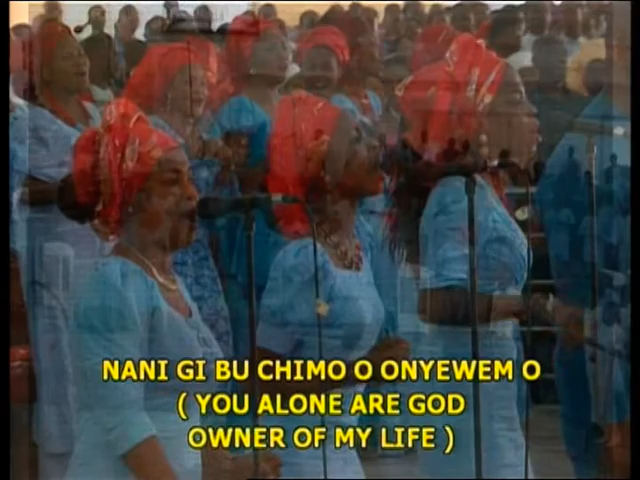 NANI GI BU CHIMO O ONYEWEM O
( YOU ALONE ARE GOD
OWNER OF MY LIFE )